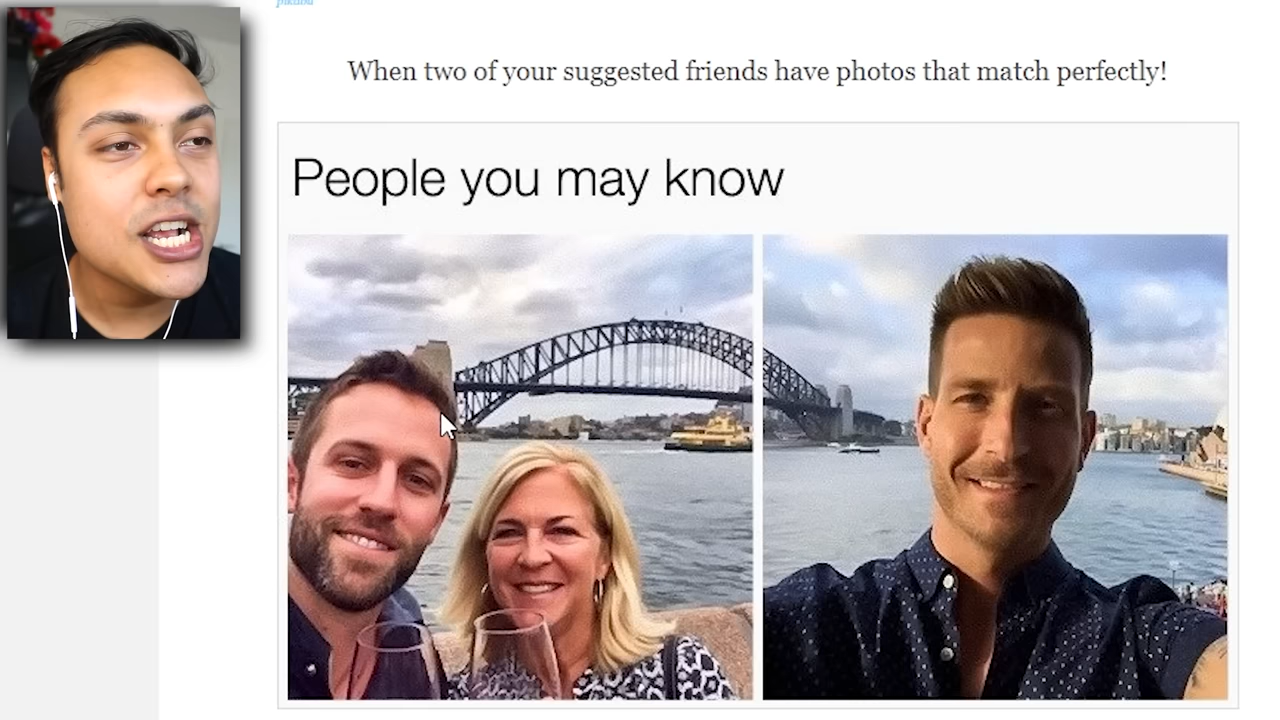 When two of your suggested friends have photos that match perfectly!
People you may know